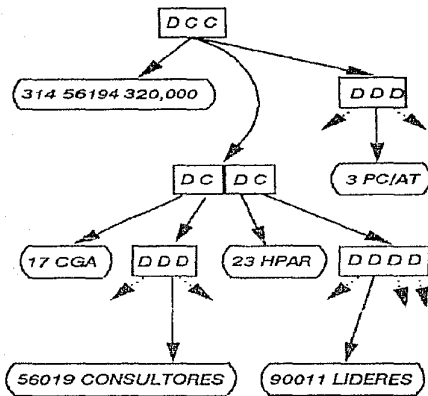 D C C
314 56194 320,000
D D D
D C D C
3 PC/AT
17 CGA
D D D
23 HPAR
D D D D
56019 CONSULTORES
90011 LIDERES